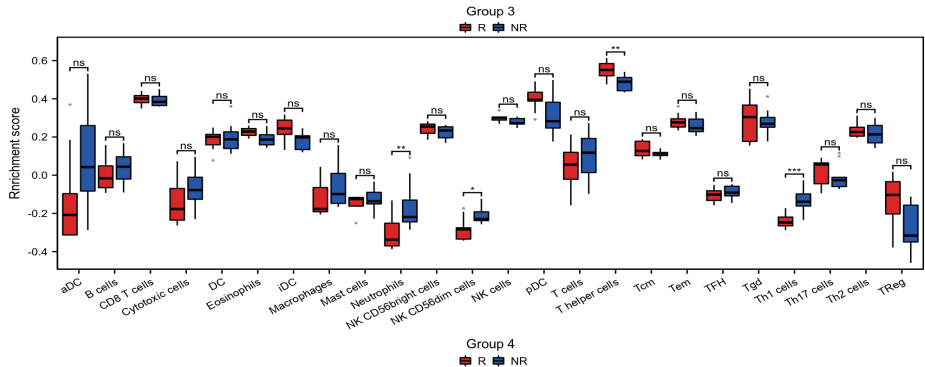 Group 3
R NR
Rnrichment score
0.6
0.4
0.2
0.0
-0.2
-0.4
ns ns ns ns ns ns ns ns ns ** ns * ns ns ns ** ns ns ns ns *** ns ns ns
aDC
B cells
CD8 T cells
Cytotoxic cells
DC
Eosinophils
iDC
Macrophages
Mast cells
Neutrophils
NK CD56bright cells
NK CD56dim cells
NK cells
pDC
T cells
T helper cells
Tcm
Tem
TFH
Tgd
Th1 cells
Th17 cells
Th2 cells
TReg
Group 4
R NR